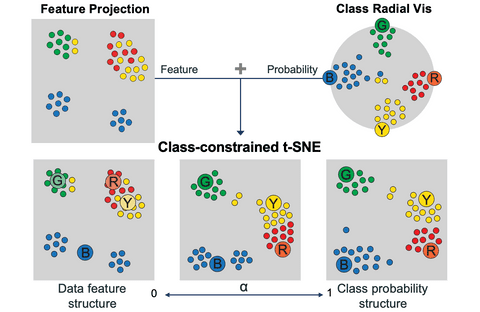 Feature Projection
Class Radial Vis
G
B
R
Y
Feature + Probability
Class-constrained t-SNE
G R Y B
G Y R B
G Y R B
Data feature
structure
0 α 1
Class probability
structure